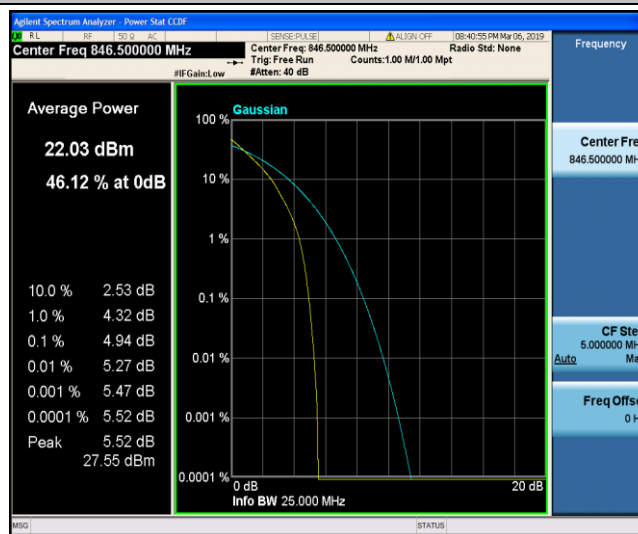 Agilent Spectrum Analyzer - Power Stat CCDF
RL RF 50 Ω AC SENSE:PULSE ALIGN OFF 08:40:55 PM Mar 06, 2019
Center Freq 846.500000 MHz
Center Freq: 846.500000 MHz Radio Std: None
Trig: Free Run Counts:1.00 M/1.00 Mpt
#IFGain:Low #Atten: 40 dB
Frequency
Average Power
22.03 dBm
46.12 % at 0dB
10.0 % 2.53 dB
1.0 % 4.32 dB
0.1 % 4.94 dB
0.01 % 5.27 dB
0.001 % 5.47 dB
0.0001 % 5.52 dB
Peak 5.52 dB
27.55 dBm
Gaussian
100 %
10 %
1 %
0.1 %
0.01 %
0.001 %
0.0001 %
0 dB 20 dB
Info BW 25.000 MHz
Center Fre
846.500000 MH
CF Ste
5.000000 MH
Auto Ma
Freq Offse
0 H
MSG STATUS